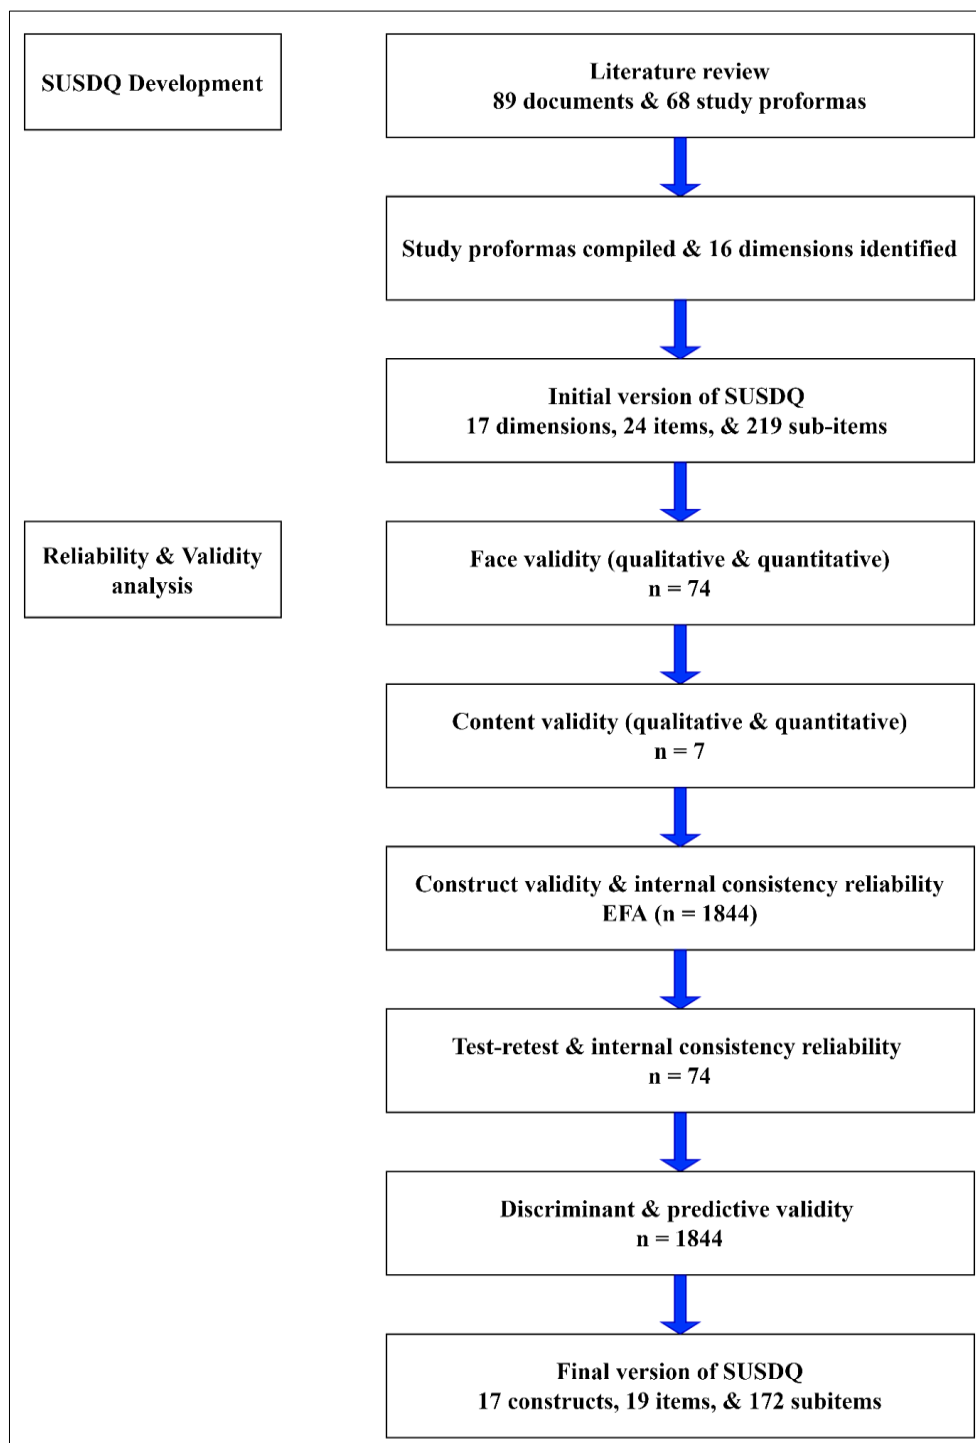 SUSDQ Development
Literature review
89 documents & 68 study proformas
Study proformas compiled & 16 dimensions identified
Initial version of SUSDQ
17 dimensions, 24 items, & 219 sub-items
Reliability & Validity
analysis
Face validity (qualitative & quantitative)
n = 74
Content validity (qualitative & quantitative)
n = 7
Construct validity & internal consistency reliability
EFA (n = 1844)
Test-retest & internal consistency reliability
n = 74
Discriminant & predictive validity
n = 1844
Final version of SUSDQ
17 constructs, 19 items, & 172 subitems